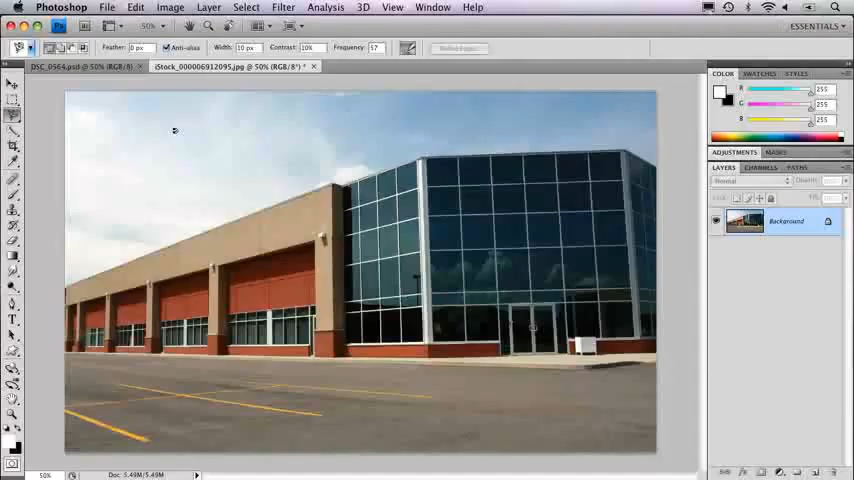 Photoshop File Edit Image Layer Select Filter Analysis 3D View Window Help
50% ESSENTIALS
Feather: 0 px Anti-alias Width: 10 px Contrast: 10% Frequency: 57
DSC_0564.psd @ 50% (RGB/8) iStock_000006912095.jpg @ 50% (RGB/8*) *
COLOR SWATCHES STYLES
R 255
G 255
B 255
ADJUSTMENTS MASKS
LAYERS CHANNELS PATHS
Normal Opacity:
Lock: Fill:
Background
50% Doc: 5.49M/5.49M